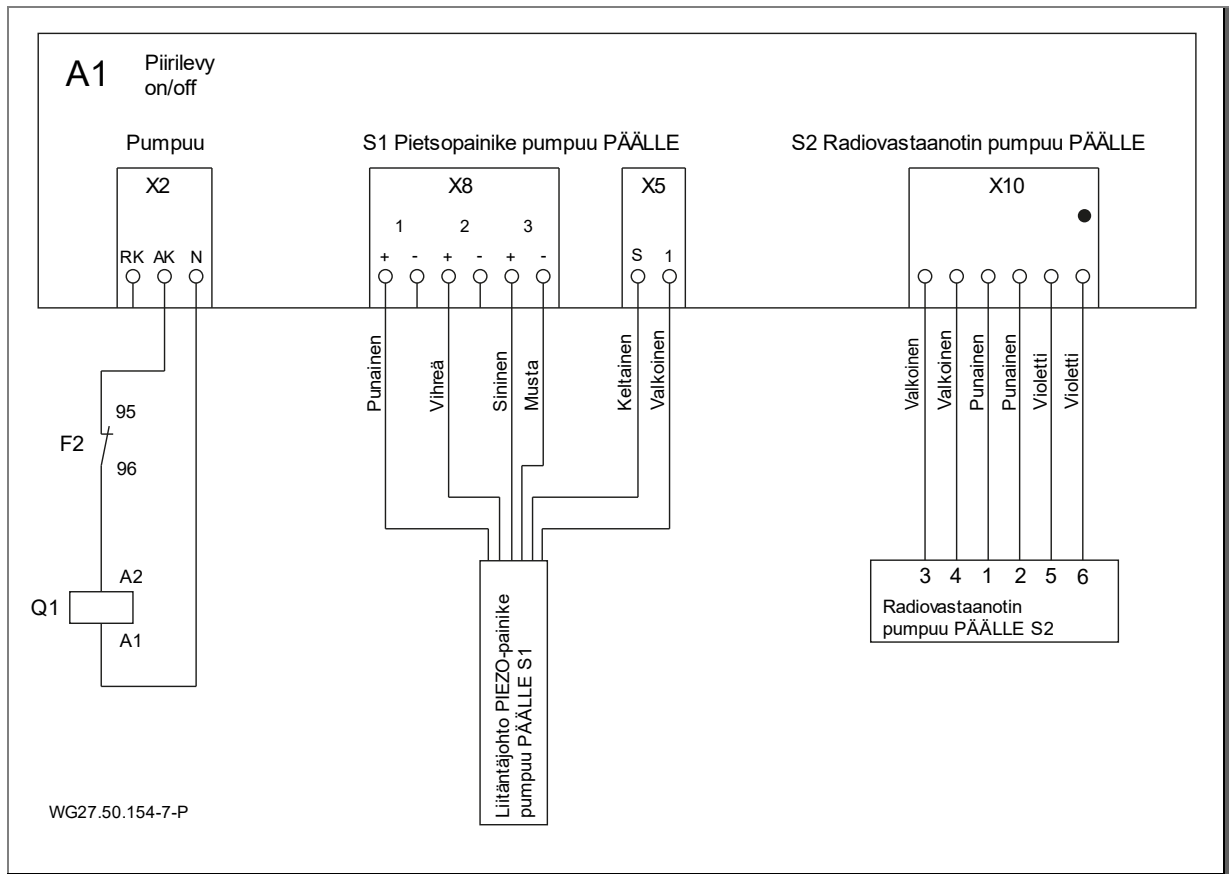 A1
Piirilevy
on/off
Pumpuu
S1 Pietsopainike pumpuu PÄÄLLE
S2 Radiovastaanotin pumpuu PÄÄLLE
X2
X8
X5
X10
1 2 3
RK AK N
+ - + - + -
S 1
Punainen
Vihreä
Sininen
Musta
Keltainen
Valkoinen
Valkoinen
Valkoinen
Punainen
Punainen
Violetti
Violetti
95
F2
96
A2
Q1
A1
3 4 1 2 5 6
Radiovastaanotin
pumpuu PÄÄLLE S2
Liitäntäjohto PIEZO-painike
pumpuu PÄÄLLE S1
WG27.50.154-7-P